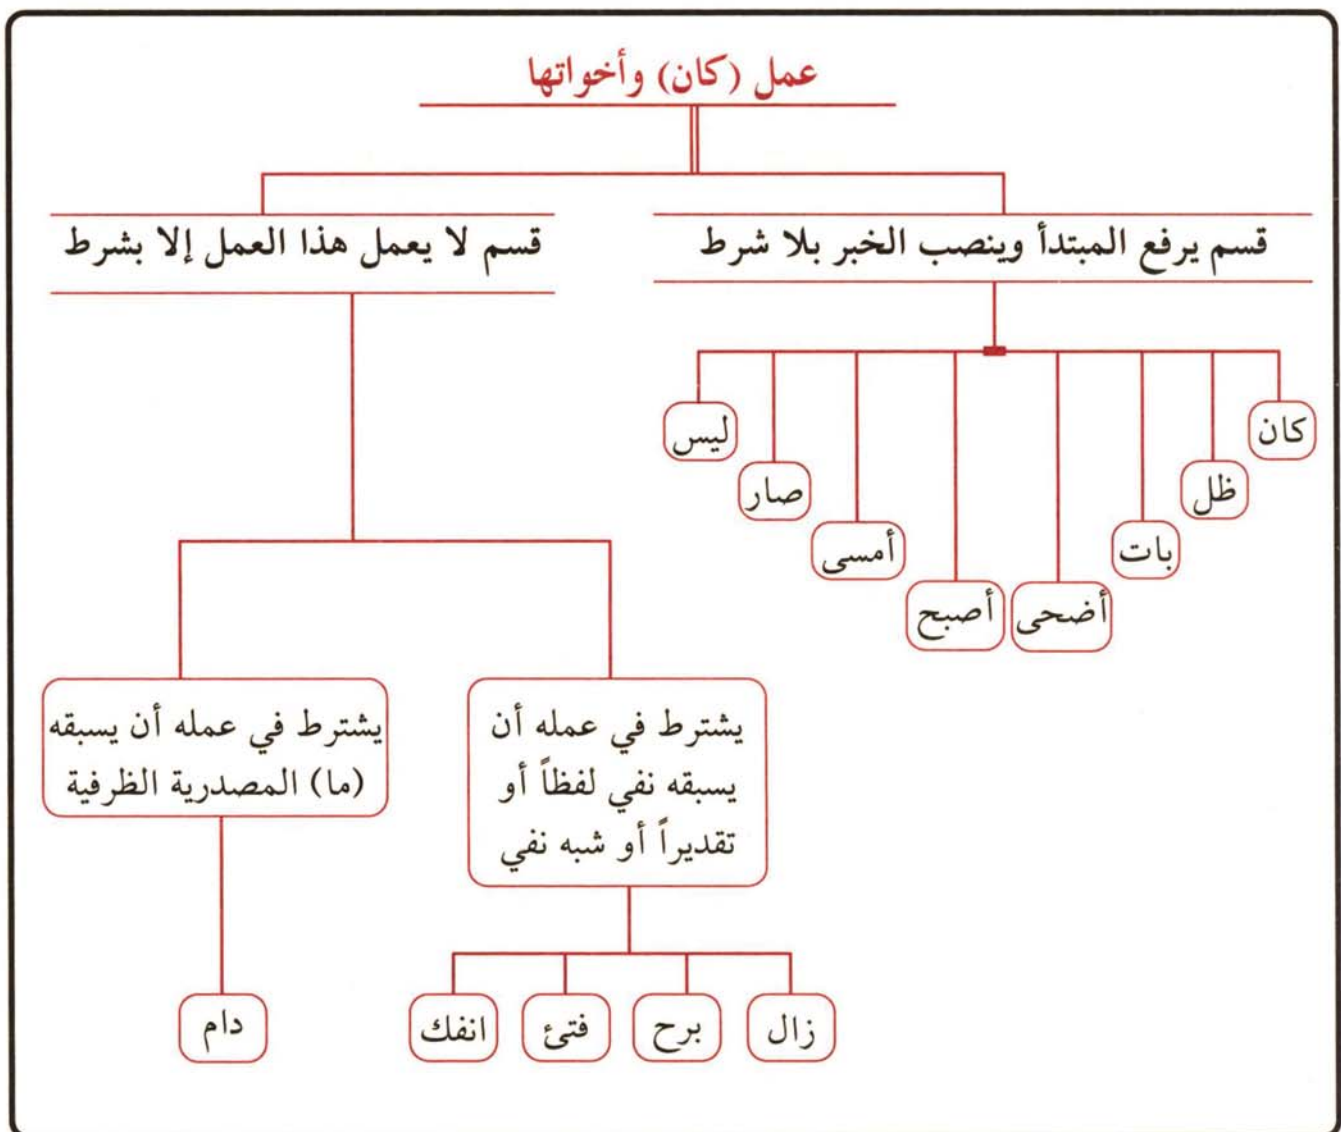 عمل (كان) وأخواتها
قسم يرفع المبتدأ وينصب الخبر بلا شرط
كان
ظل
بات
أضحى
أصبح
أمسى
صار
ليس
قسم لا يعمل هذا العمل إلا بشرط
يشترط في عمله أن
يسبقه نفي لفظاً أو
تقديراً أو شبه نفي
زال
برح
فتئ
انفك
يشترط في عمله أن يسبقه
(ما) المصدرية الظرفية
دام